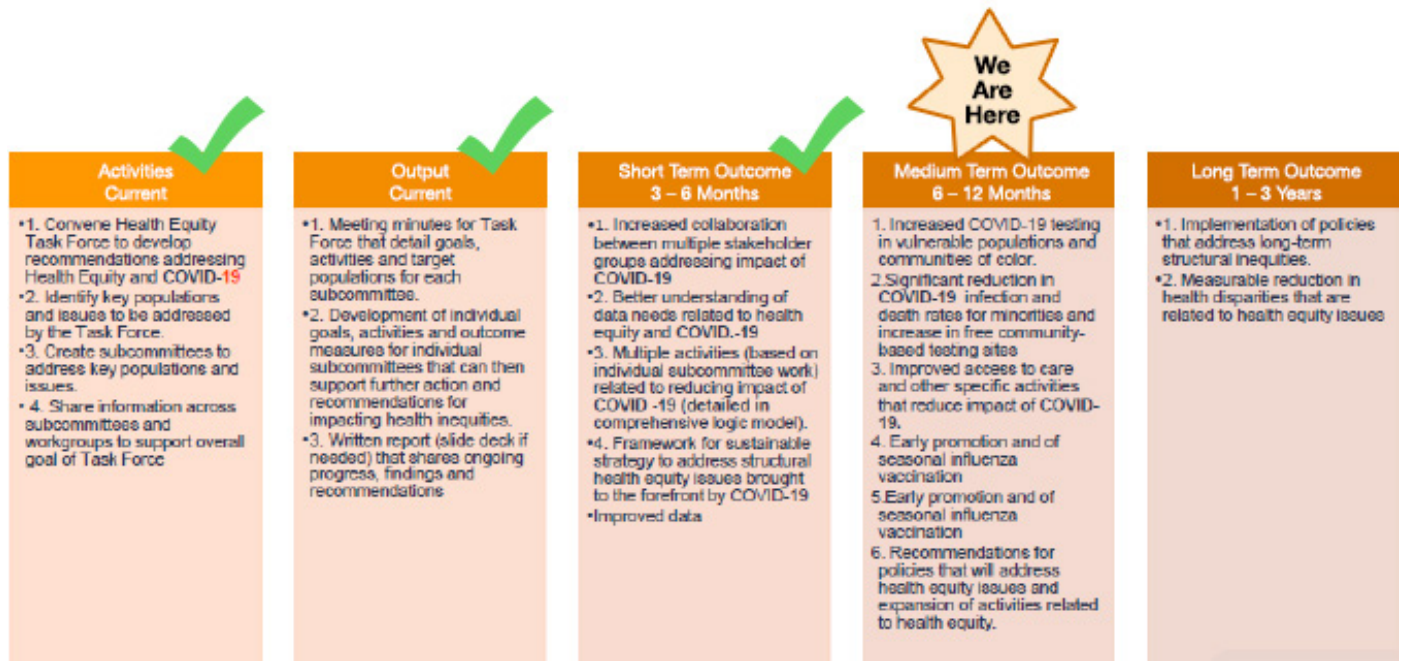 We
Are
Here
Activities
Current
•1. Convene Health Equity
Task Force to develop
recommendations addressing
Health Equity and COVID-19
•2. Identify key populations
and issues to be addressed
by the Task Force.
•3. Create subcommittees to
address key populations and
issues.
• 4. Share information across
subcommittees and
workgroups to support overall
goal of Task Force
Output
Current
•1. Meeting minutes for Task
Force that detail goals,
activities and target
populations for each
subcommittee.
•2. Development of individual
goals, activities and outcome
measures for individual
subcommittees that can then
support further action and
recommendations for
impacting health inequities.
•3. Written report (slide deck if
needed) that shares ongoing
progress, findings and
recommendations
Short Term Outcome
3 – 6 Months
•1. Increased collaboration
between multiple stakeholder
groups addressing impact of
COVID-19
•2. Better understanding of
data needs related to health
equity and COVID.-19
•3. Multiple activities (based on
individual subcommittee work)
related to reducing impact of
COVID -19 (detailed in
comprehensive logic model).
•4. Framework for sustainable
strategy to address structural
health equity issues brought
to the forefront by COVID-19
•Improved data
Medium Term Outcome
6 – 12 Months
1. Increased COVID-19 testing
in vulnerable populations and
communities of color.
2.Significant reduction in
COVID-19 infection and
death rates for minorities and
increase in free community-
based testing sites
3. Improved access to care
and other specific activities
that reduce impact of COVID-
19.
4. Early promotion and of
seasonal influenza
vaccination
5.Early promotion and of
seasonal influenza
vaccination
6. Recommendations for
policies that will address
health equity issues and
expansion of activities related
to health equity.
Long Term Outcome
1 – 3 Years
•1. Implementation of policies
that address long-term
structural inequities.
•2. Measurable reduction in
health disparities that are
related to health equity issues